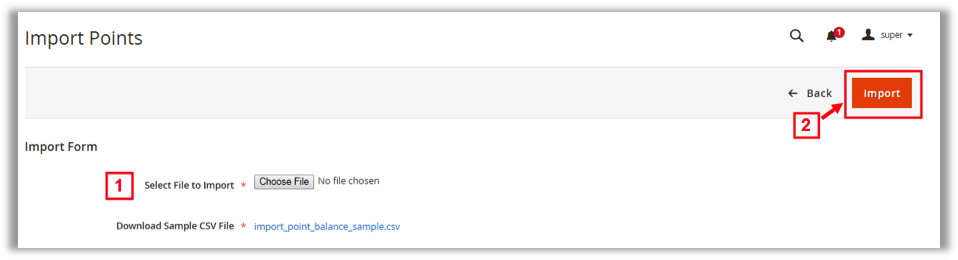 Import Points
1
super
Back
Import
2
Import Form
1
Select File to Import *
Choose File No file chosen
Download Sample CSV File *
import_point_balance_sample.csv